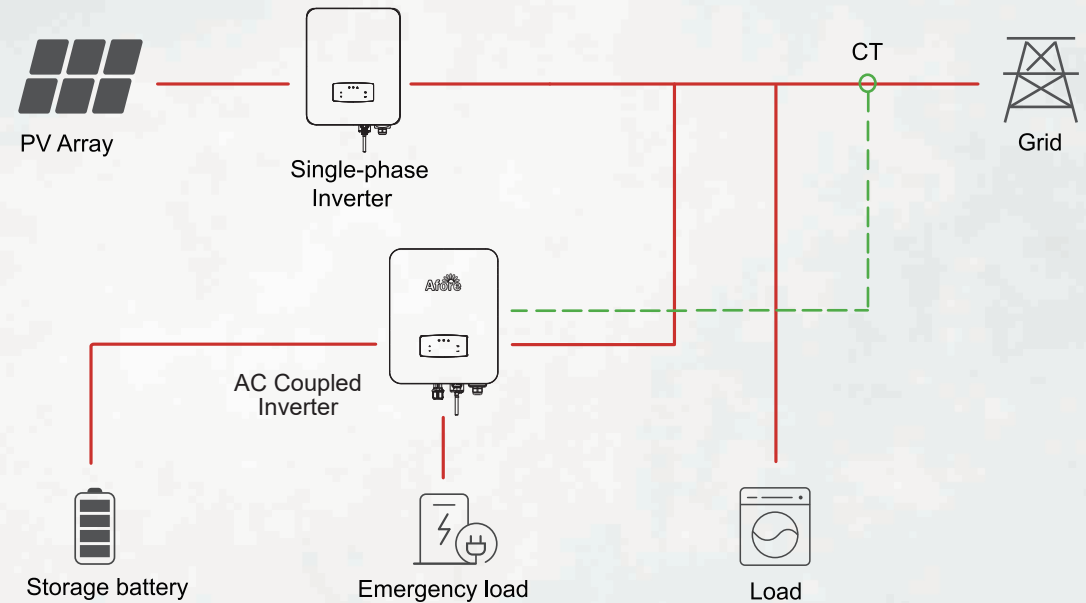 CT
PV Array
Grid
Single-phase
Inverter
Afore
AC Coupled
Inverter
Storage battery
Emergency load
Load